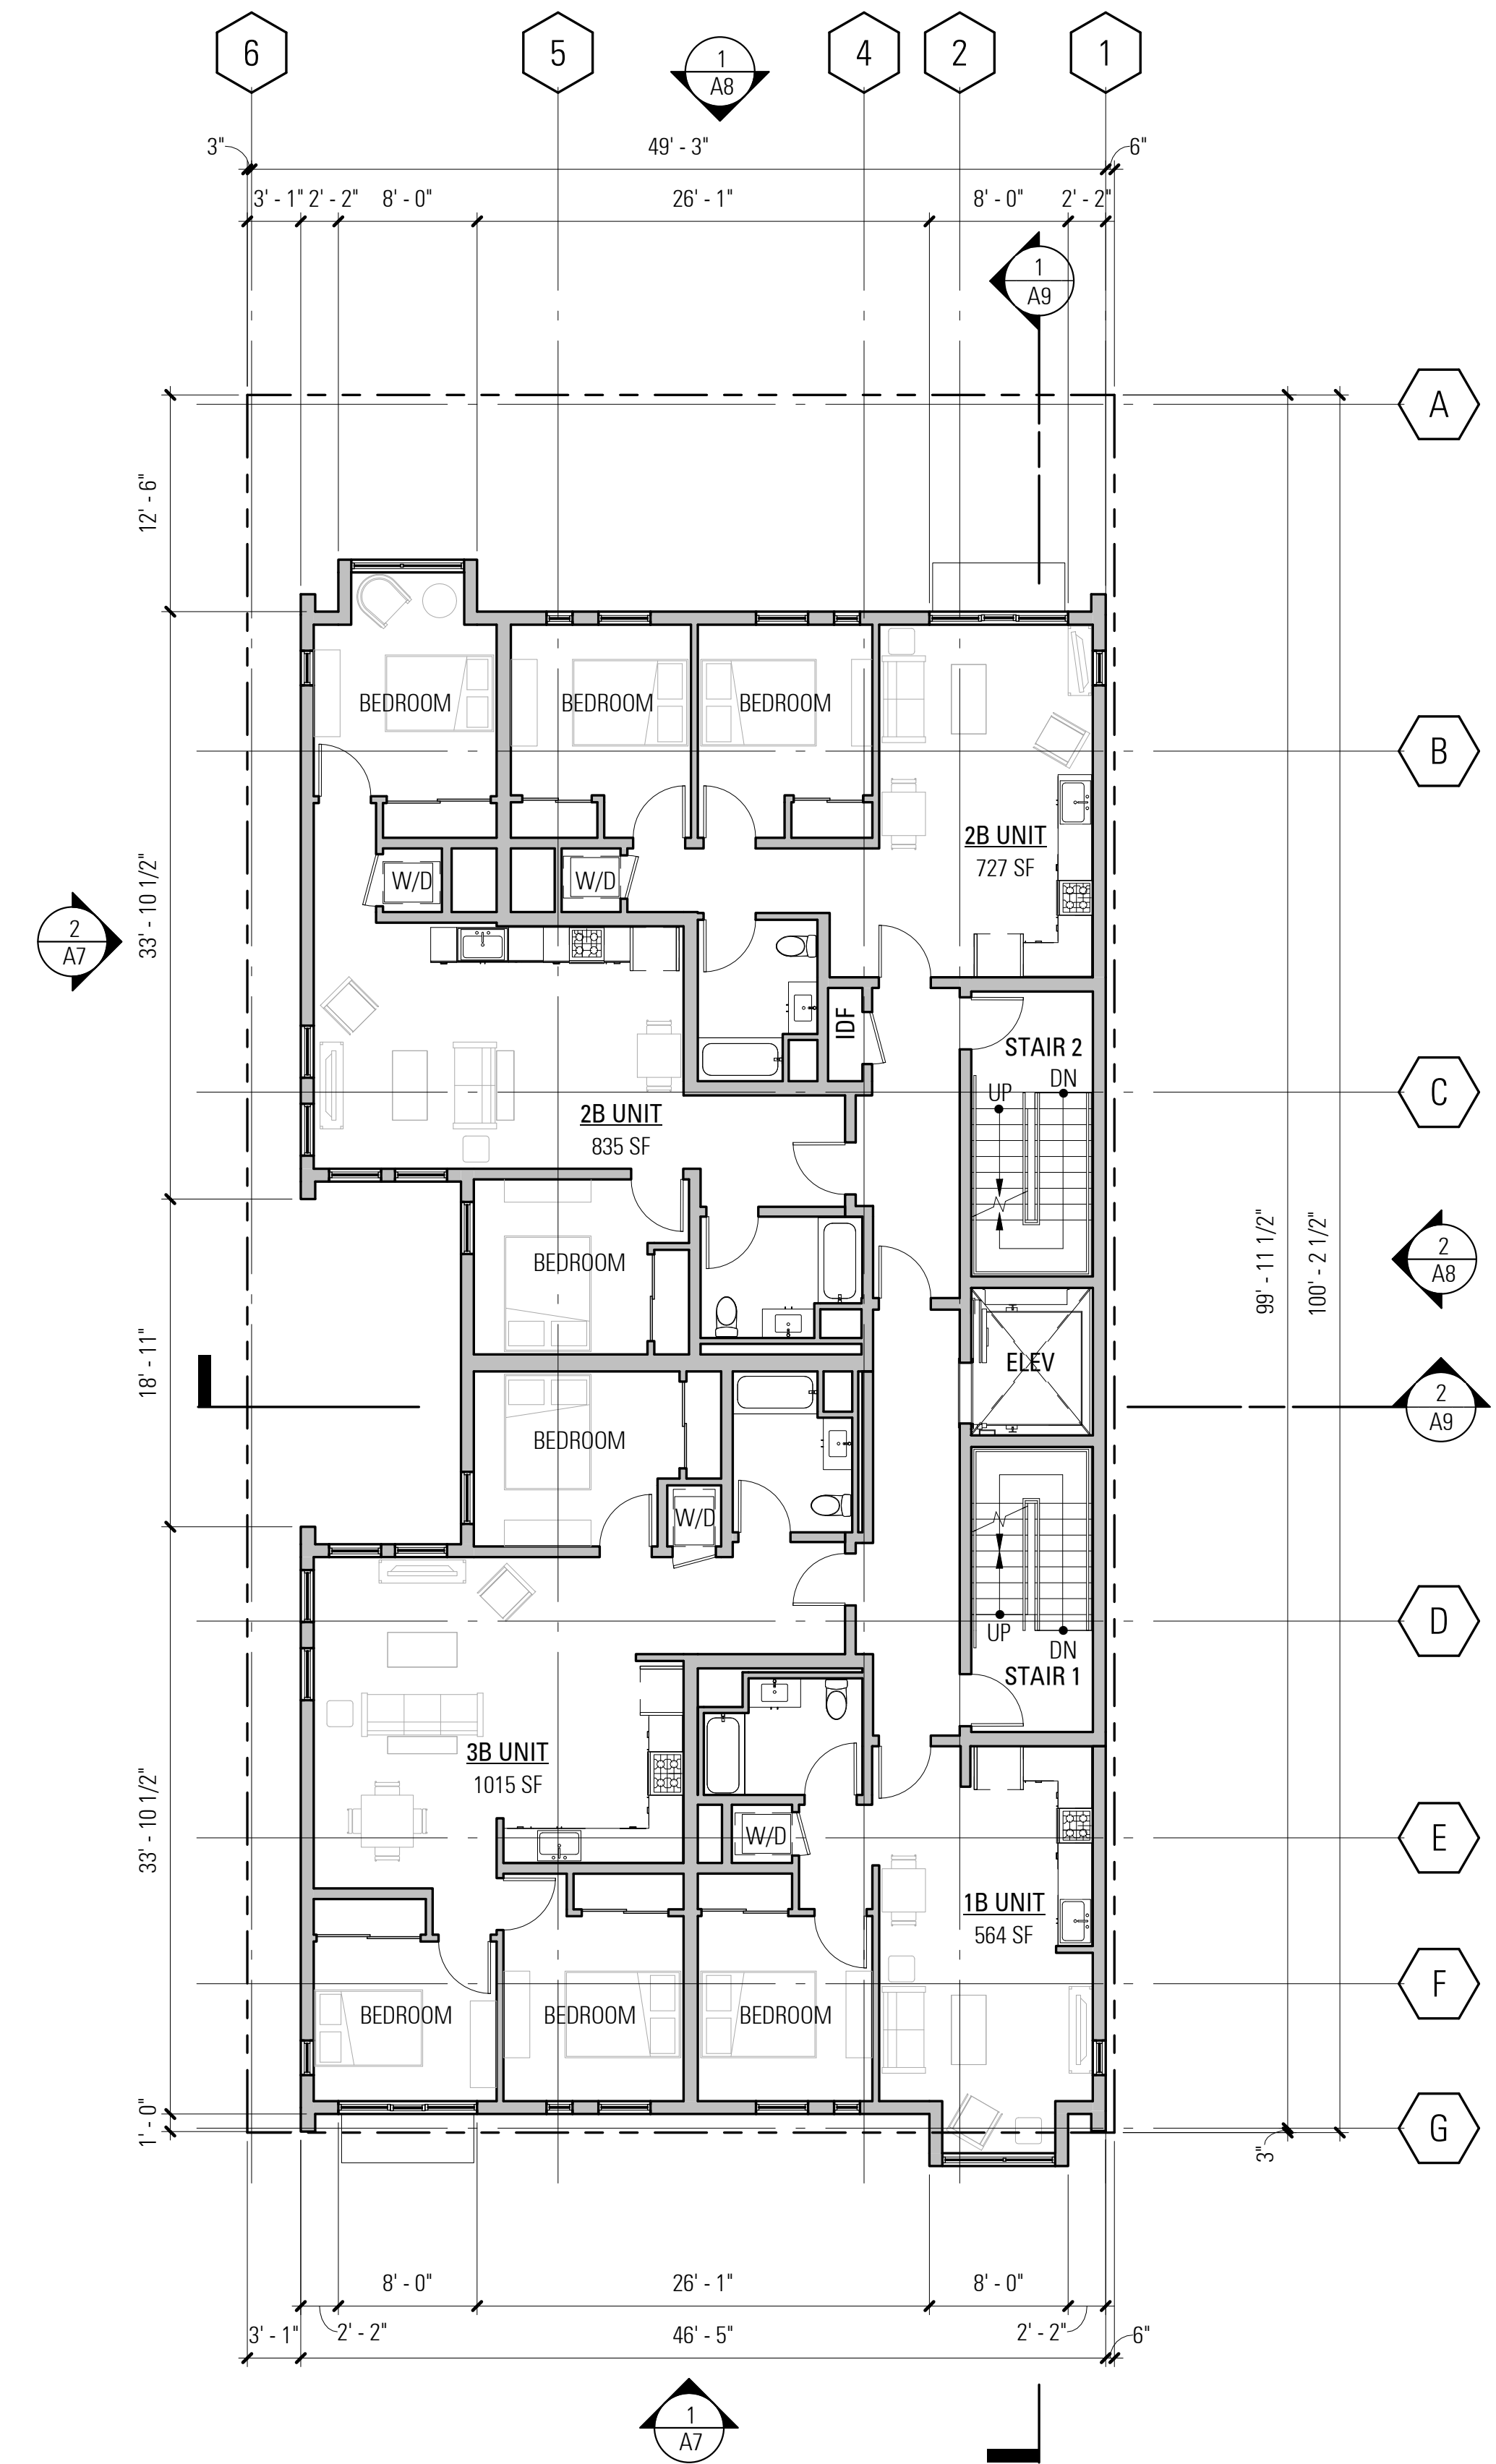 6
5
4
2
1
1
A8
3"
49' - 3"
6"
3' - 1"
2' - 2"
8' - 0"
26' - 1"
8' - 0"
2' - 2"
1
A9
A
12' - 6"
BEDROOM
BEDROOM
BEDROOM
B
2B UNIT
727 SF
W/D
W/D
33' - 10 1/2"
2
A7
IDF
STAIR 2
UP
DN
C
2B UNIT
835 SF
99' - 11 1/2"
100' - 2 1/2"
2
A8
BEDROOM
18' - 11"
ELEV
2
A9
BEDROOM
W/D
D
UP
DN
STAIR 1
3B UNIT
1015 SF
33' - 10 1/2"
W/D
E
1B UNIT
564 SF
F
BEDROOM
BEDROOM
BEDROOM
1' - 0"
G
3"
8' - 0"
26' - 1"
8' - 0"
3' - 1"
2' - 2"
46' - 5"
2' - 2"
6"
1
A7